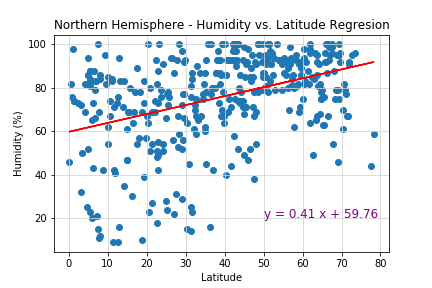 Northern Hemisphere - Humidity vs. Latitude Regresion
100
80
60
40
20
Humidity (%)
y = 0.41 x + 59.76
0 10 20 30 40 50 60 70 80
Latitude